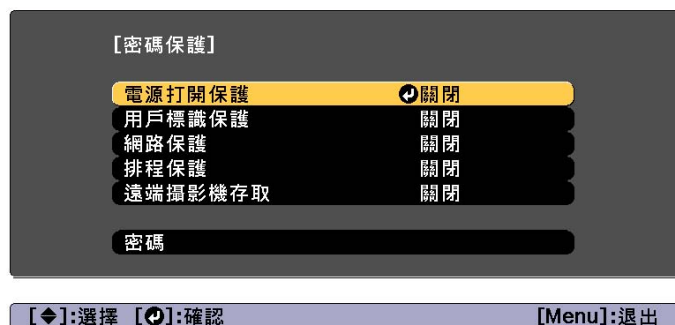 [密碼保護]
電源打開保護 關閉
用戶標識保護 關閉
網路保護 關閉
排程保護 關閉
遠端攝影機存取 關閉
密碼
[◆]:選擇 [↵]:確認 [Menu]:退出